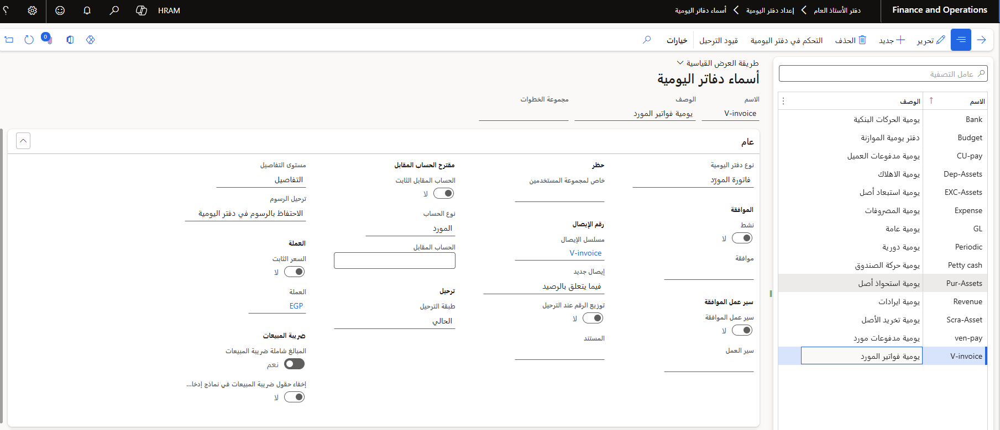 Finance and Operations
دفتر الأستاذ العام
إعداد دفتر اليومية
أسماء دفاتر اليومية
HRAM
؟
تحرير
جديد
الحذف
التحكم في دفتر اليومية
قيود الترحيل
خيارات
0
عامل التصفية
الاسم
الوصف
Bank
يومية الحركات البنكية
Budget
دفتر يومية الموازنة
CU-pay
يومية مدفوعات العميل
Dep-Assets
يومية الاهلاك
EXC-Assets
يومية استبعاد أصل
Expense
يومية المصروفات
GL
يومية عامة
Periodic
يومية دورية
Petty cash
يومية حركة الصندوق
Pur-Assets
يومية استحواذ أصل
Revenue
يومية ايرادات
Scra-Asset
يومية تخريد الأصل
ven-pay
يومية مدفوعات مورد
V-invoice
يومية فواتير المورد
طريقة العرض القياسية
أسماء دفاتر اليومية
الاسم
V-invoice
الوصف
يومية فواتير المورد
مجموعة الخطوات
عام
نوع دفتر اليومية
فاتورة المورّد
الموافقة
نشط
لا
موافقة
سير عمل الموافقة
سير عمل الموافقة
لا
سير العمل
حظر
خاص لمجموعة المستخدمين
رقم الإيصال
مسلسل الإيصال
V-invoice
إيصال جديد
فيما يتعلق بالرصيد
توزيع الرقم عند الترحيل
لا
المستند
مقترح الحساب المقابل
الحساب المقابل الثابت
لا
نوع الحساب
المورد
الحساب المقابل
ترحيل
طبقة الترحيل
الحالي
مستوى التفاصيل
التفاصيل
ترحيل الرسوم
الاحتفاظ بالرسوم في دفتر اليومية
العملة
السعر الثابت
لا
العملة
EGP
ضريبة المبيعات
المبالغ شاملة ضريبة المبيعات
نعم
إخفاء حقول ضريبة المبيعات في نماذج إدخا...
لا